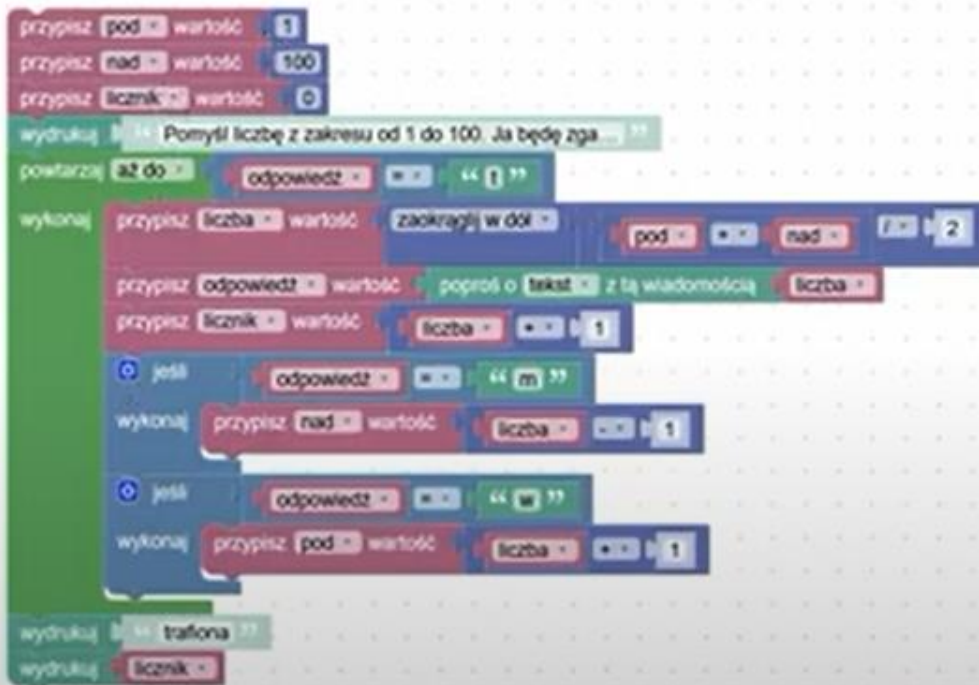 przypisz pod wartość 1
przypisz nad wartość 100
przypisz licznik wartość 0
wydrukuj “ Pomyśl liczbę z zakresu od 1 do 100. Ja będę zga... ”
powtarzaj aż do odpowiedź = “ t ”
wykonaj przypisz liczba wartość zaokrąglij w dół pod + nad / 2
przypisz odpowiedź wartość poproś o tekst z tą wiadomością liczba
przypisz licznik wartość liczba + 1
jeśli odpowiedź = “ m ”
wykonaj przypisz nad wartość liczba - 1
jeśli odpowiedź = “ w ”
wykonaj przypisz pod wartość liczba + 1
wydrukuj “ trafiona ”
wydrukuj licznik